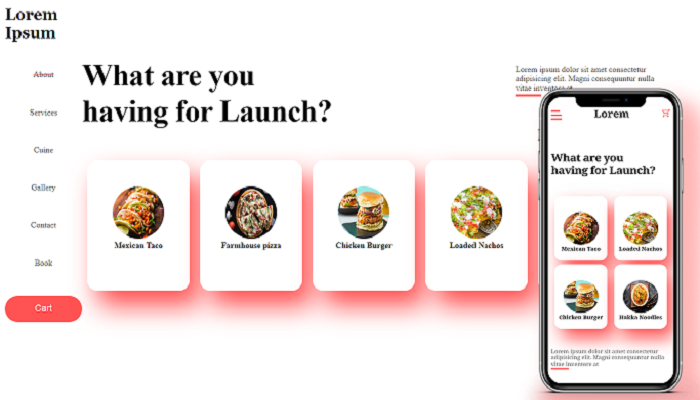 Lorem
Ipsum
About
Services
Cuine
Gallery
Contact
Book
Cart
What are you
having for Launch?
Lorem ipsum dolor sit amet consectetur
adipisicing elit. Magni consequuntur nulla
vitae inventore at
Mexican Taco
Farmhouse pizza
Chicken Burger
Loaded Nachos
Lorem
What are you
having for Launch?
Mexican Taco
Loaded Nachos
Chicken Burger
Hakka Noodles
Lorem ipsum dolor sit amet consectetur
adipisicing elit. Magni consequuntur nulla
vitae inventore at